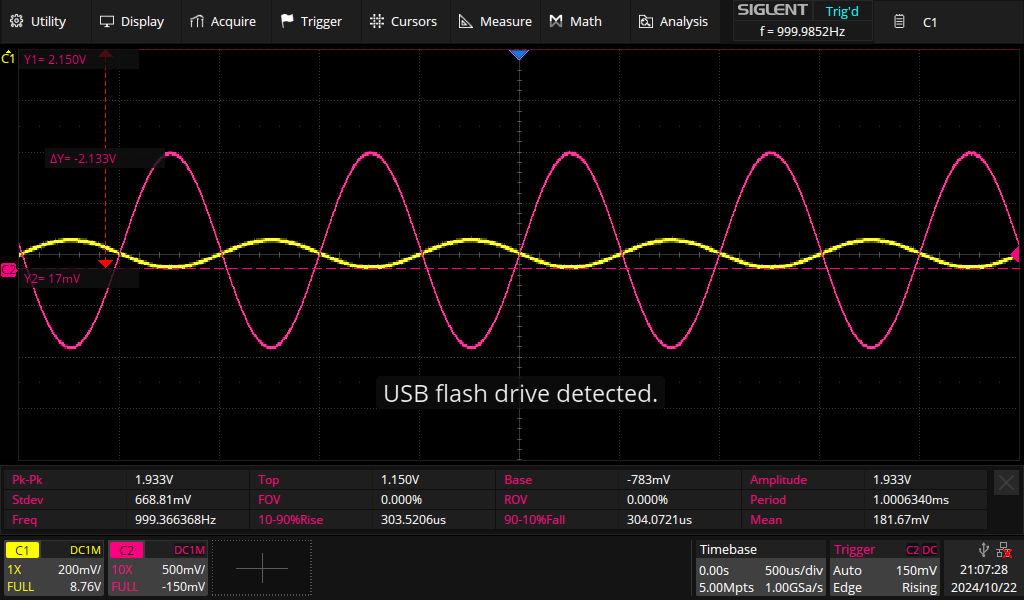 Utility Display Acquire Trigger Cursors Measure Math Analysis SIGLENT Trig'd C1
f = 999.9852Hz
C1 Y1= 2.150V
ΔY= -2.133V
C2
Y2= 17mV
USB flash drive detected.
Pk-Pk 1.933V Top 1.150V Base -783mV Amplitude 1.933V
Stdev 668.81mV FOV 0.000% ROV 0.000% Period 1.0006340ms
Freq 999.366368Hz 10-90%Rise 303.5206us 90-10%Fall 304.0721us Mean 181.67mV
C1 DC1M C2 DC1M Timebase Trigger C2 DC
1X 200mV/ 10X 500mV/ 0.00s 500us/div Auto 150mV 21:07:28
FULL 8.76V FULL -150mV 5.00Mpts 1.00GSa/s Edge Rising 2024/10/22